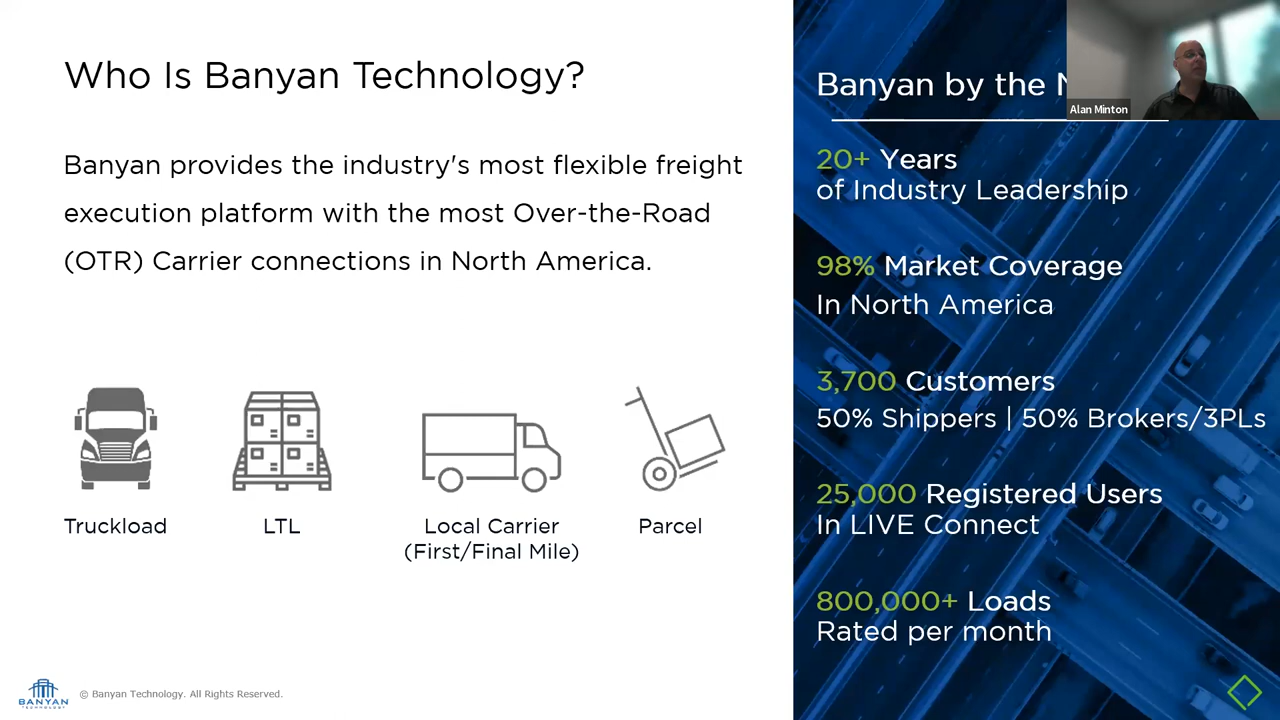 Who Is Banyan Technology?
Banyan provides the industry's most flexible freight
execution platform with the most Over-the-Road
(OTR) Carrier connections in North America.
Truckload
LTL
Local Carrier
(First/Final Mile)
Parcel
BANYAN
TECHNOLOGY
© Banyan Technology. All Rights Reserved.
Banyan by the
Alan Minton
20+ Years
of Industry Leadership
98% Market Coverage
In North America
3,700 Customers
50% Shippers | 50% Brokers/3PLs
25,000 Registered Users
In LIVE Connect
800,000+ Loads
Rated per month